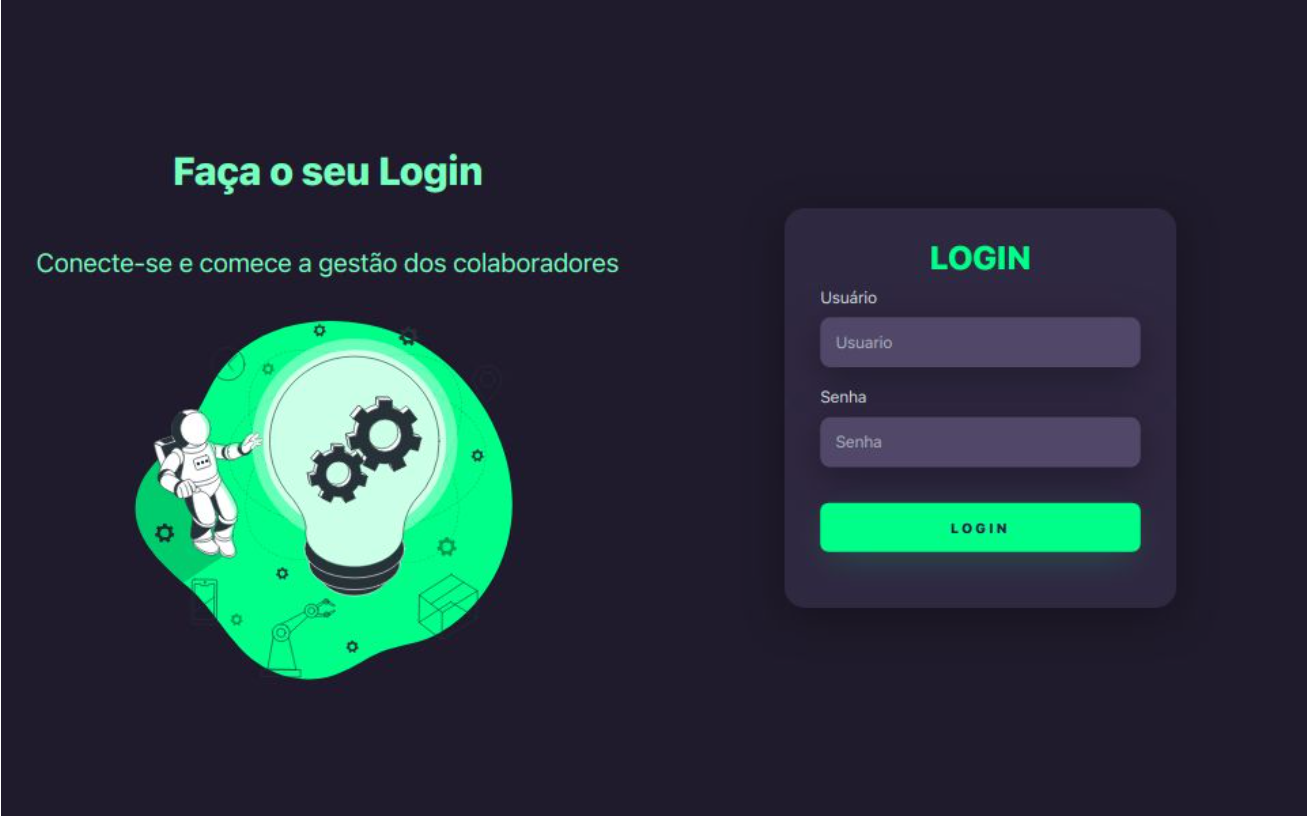 Faça o seu Login
Conecte-se e comece a gestão dos colaboradores
LOGIN
Usuário
Usuario
Senha
Senha
LOGIN